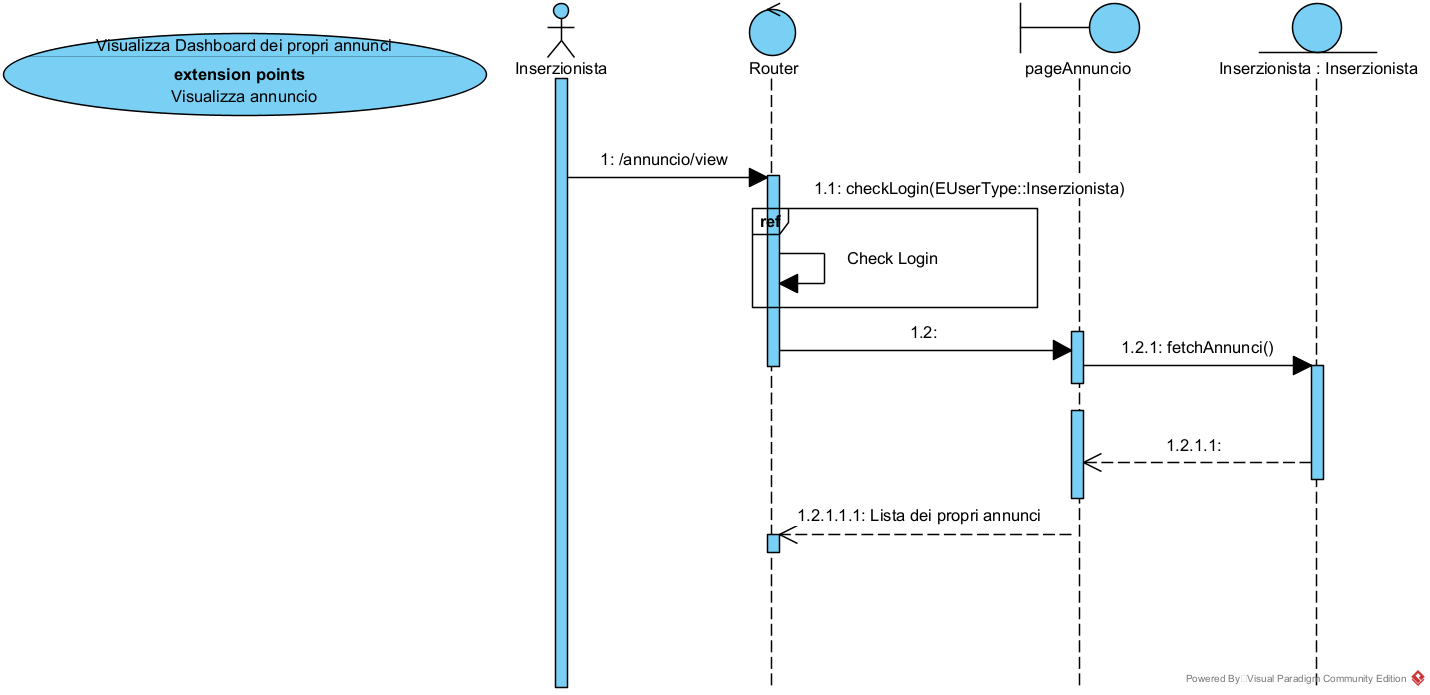 Visualizza Dashboard dei propri annunci
extension points
Visualizza annuncio
Inserzionista
Router
pageAnnuncio
Inserzionista : Inserzionista
1: /annuncio/view
1.1: checkLogin(EUserType::Inserzionista)
ref
Check Login
1.2:
1.2.1: fetchAnnunci()
1.2.1.1:
1.2.1.1.1: Lista dei propri annunci
Powered By Visual Paradigm Community Edition